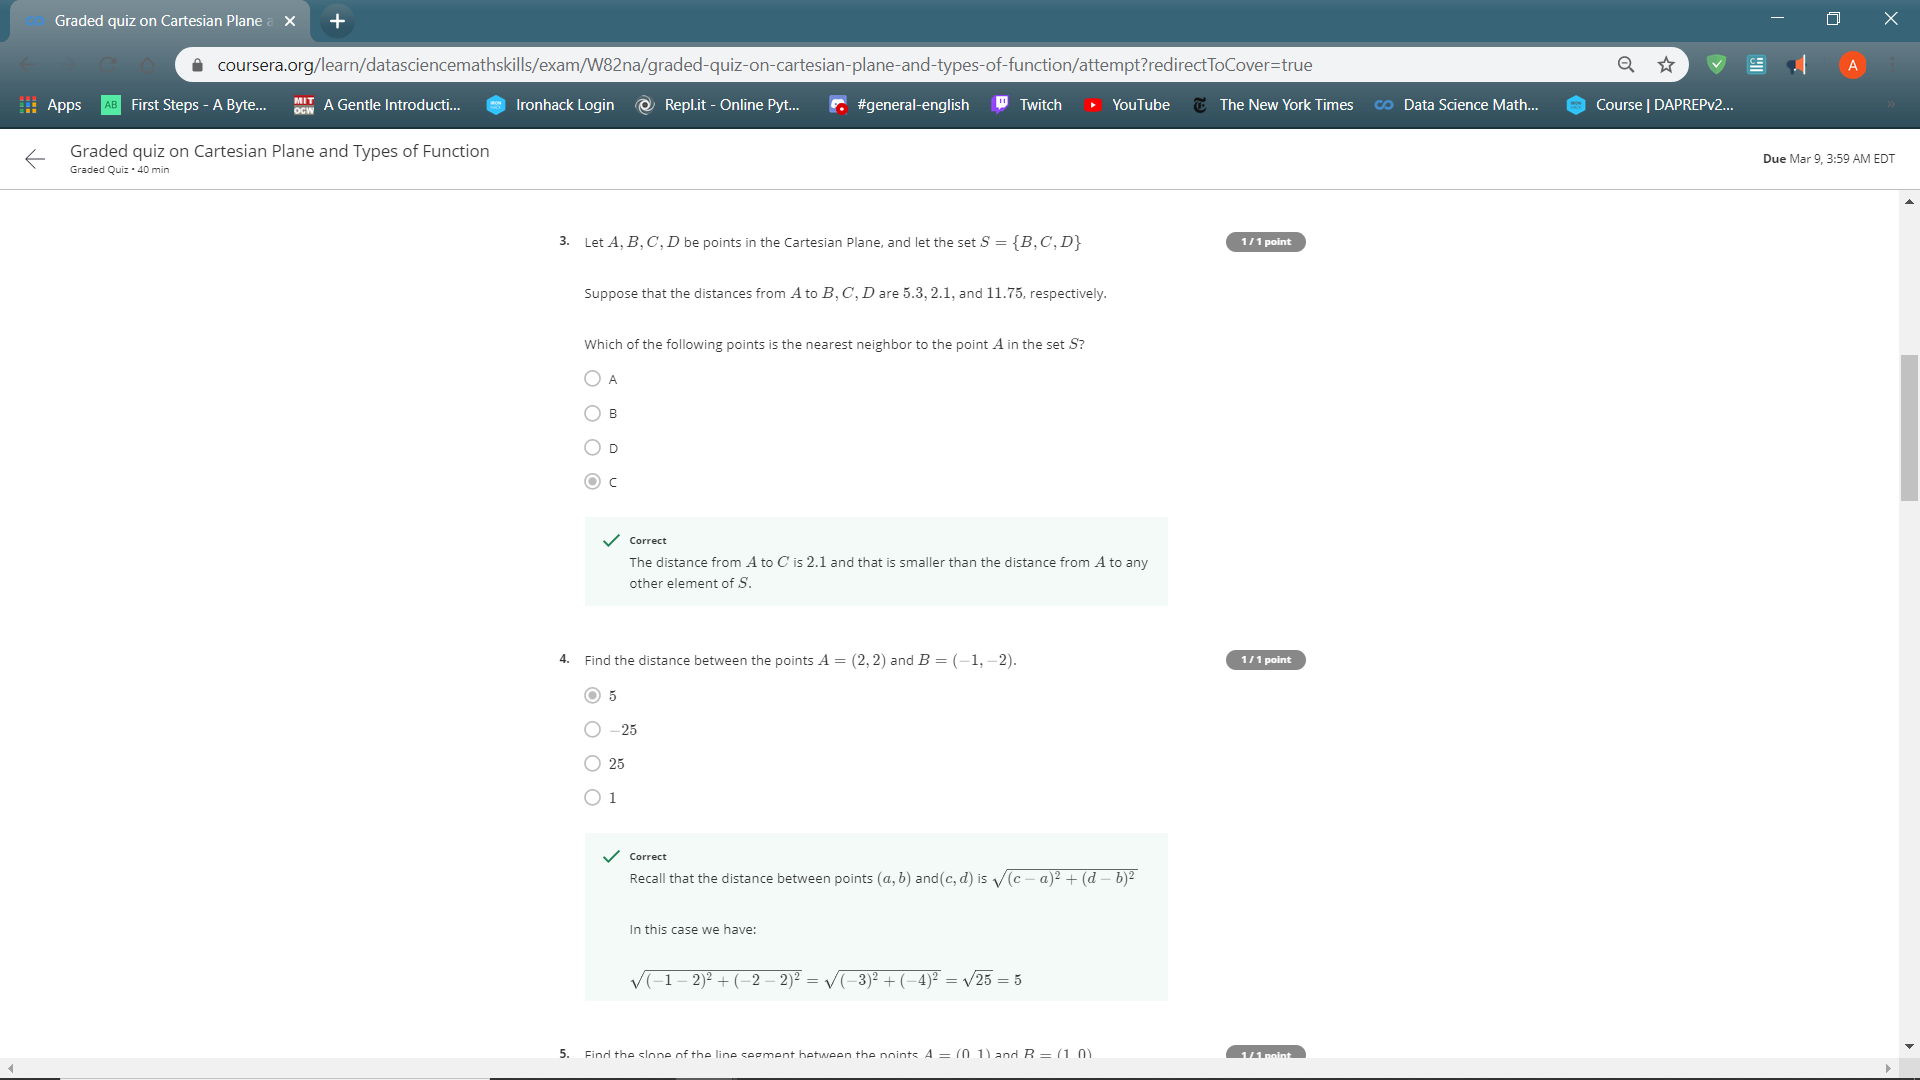 Graded quiz on Cartesian Plane a
coursera.org/learn/datasciencemathskills/exam/W82na/graded-quiz-on-cartesian-plane-and-types-of-function/attempt?redirectToCover=true
A
Apps
AB First Steps - A Byte...
MIT OCW A Gentle Introducti...
Ironhack Login
Repl.it - Online Pyt...
#general-english
Twitch
YouTube
The New York Times
Data Science Math...
Course | DAPREPv2...
Graded quiz on Cartesian Plane and Types of Function
Graded Quiz • 40 min
Due Mar 9, 3:59 AM EDT
3. Let A, B, C, D be points in the Cartesian Plane, and let the set S = {B, C, D}
1 / 1 point
Suppose that the distances from A to B, C, D are 5.3, 2.1, and 11.75, respectively.
Which of the following points is the nearest neighbor to the point A in the set S?
A
B
D
C
Correct
The distance from A to C is 2.1 and that is smaller than the distance from A to any
other element of S.
4. Find the distance between the points A = (2, 2) and B = (−1, −2).
1 / 1 point
5
−25
25
1
Correct
Recall that the distance between points (a, b) and(c, d) is √(c − a)² + (d − b)²
In this case we have:
√(−1 − 2)² + (−2 − 2)² = √(−3)² + (−4)² = √25 = 5
5. Find the slope of the line segment between the points A = (0, 1) and B = (1, 0)
1 / 1 point